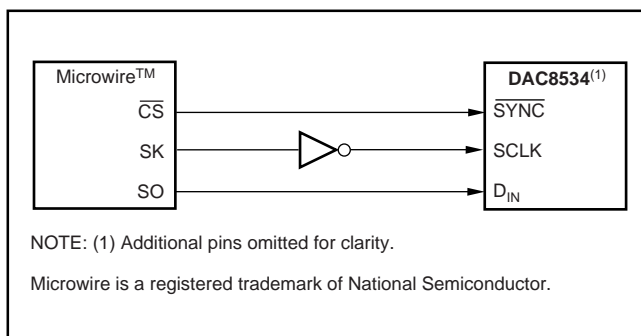 Microwire™
CS
SK
SO
DAC8534(1)
SYNC
SCLK
DIN
NOTE: (1) Additional pins omitted for clarity.
Microwire is a registered trademark of National Semiconductor.